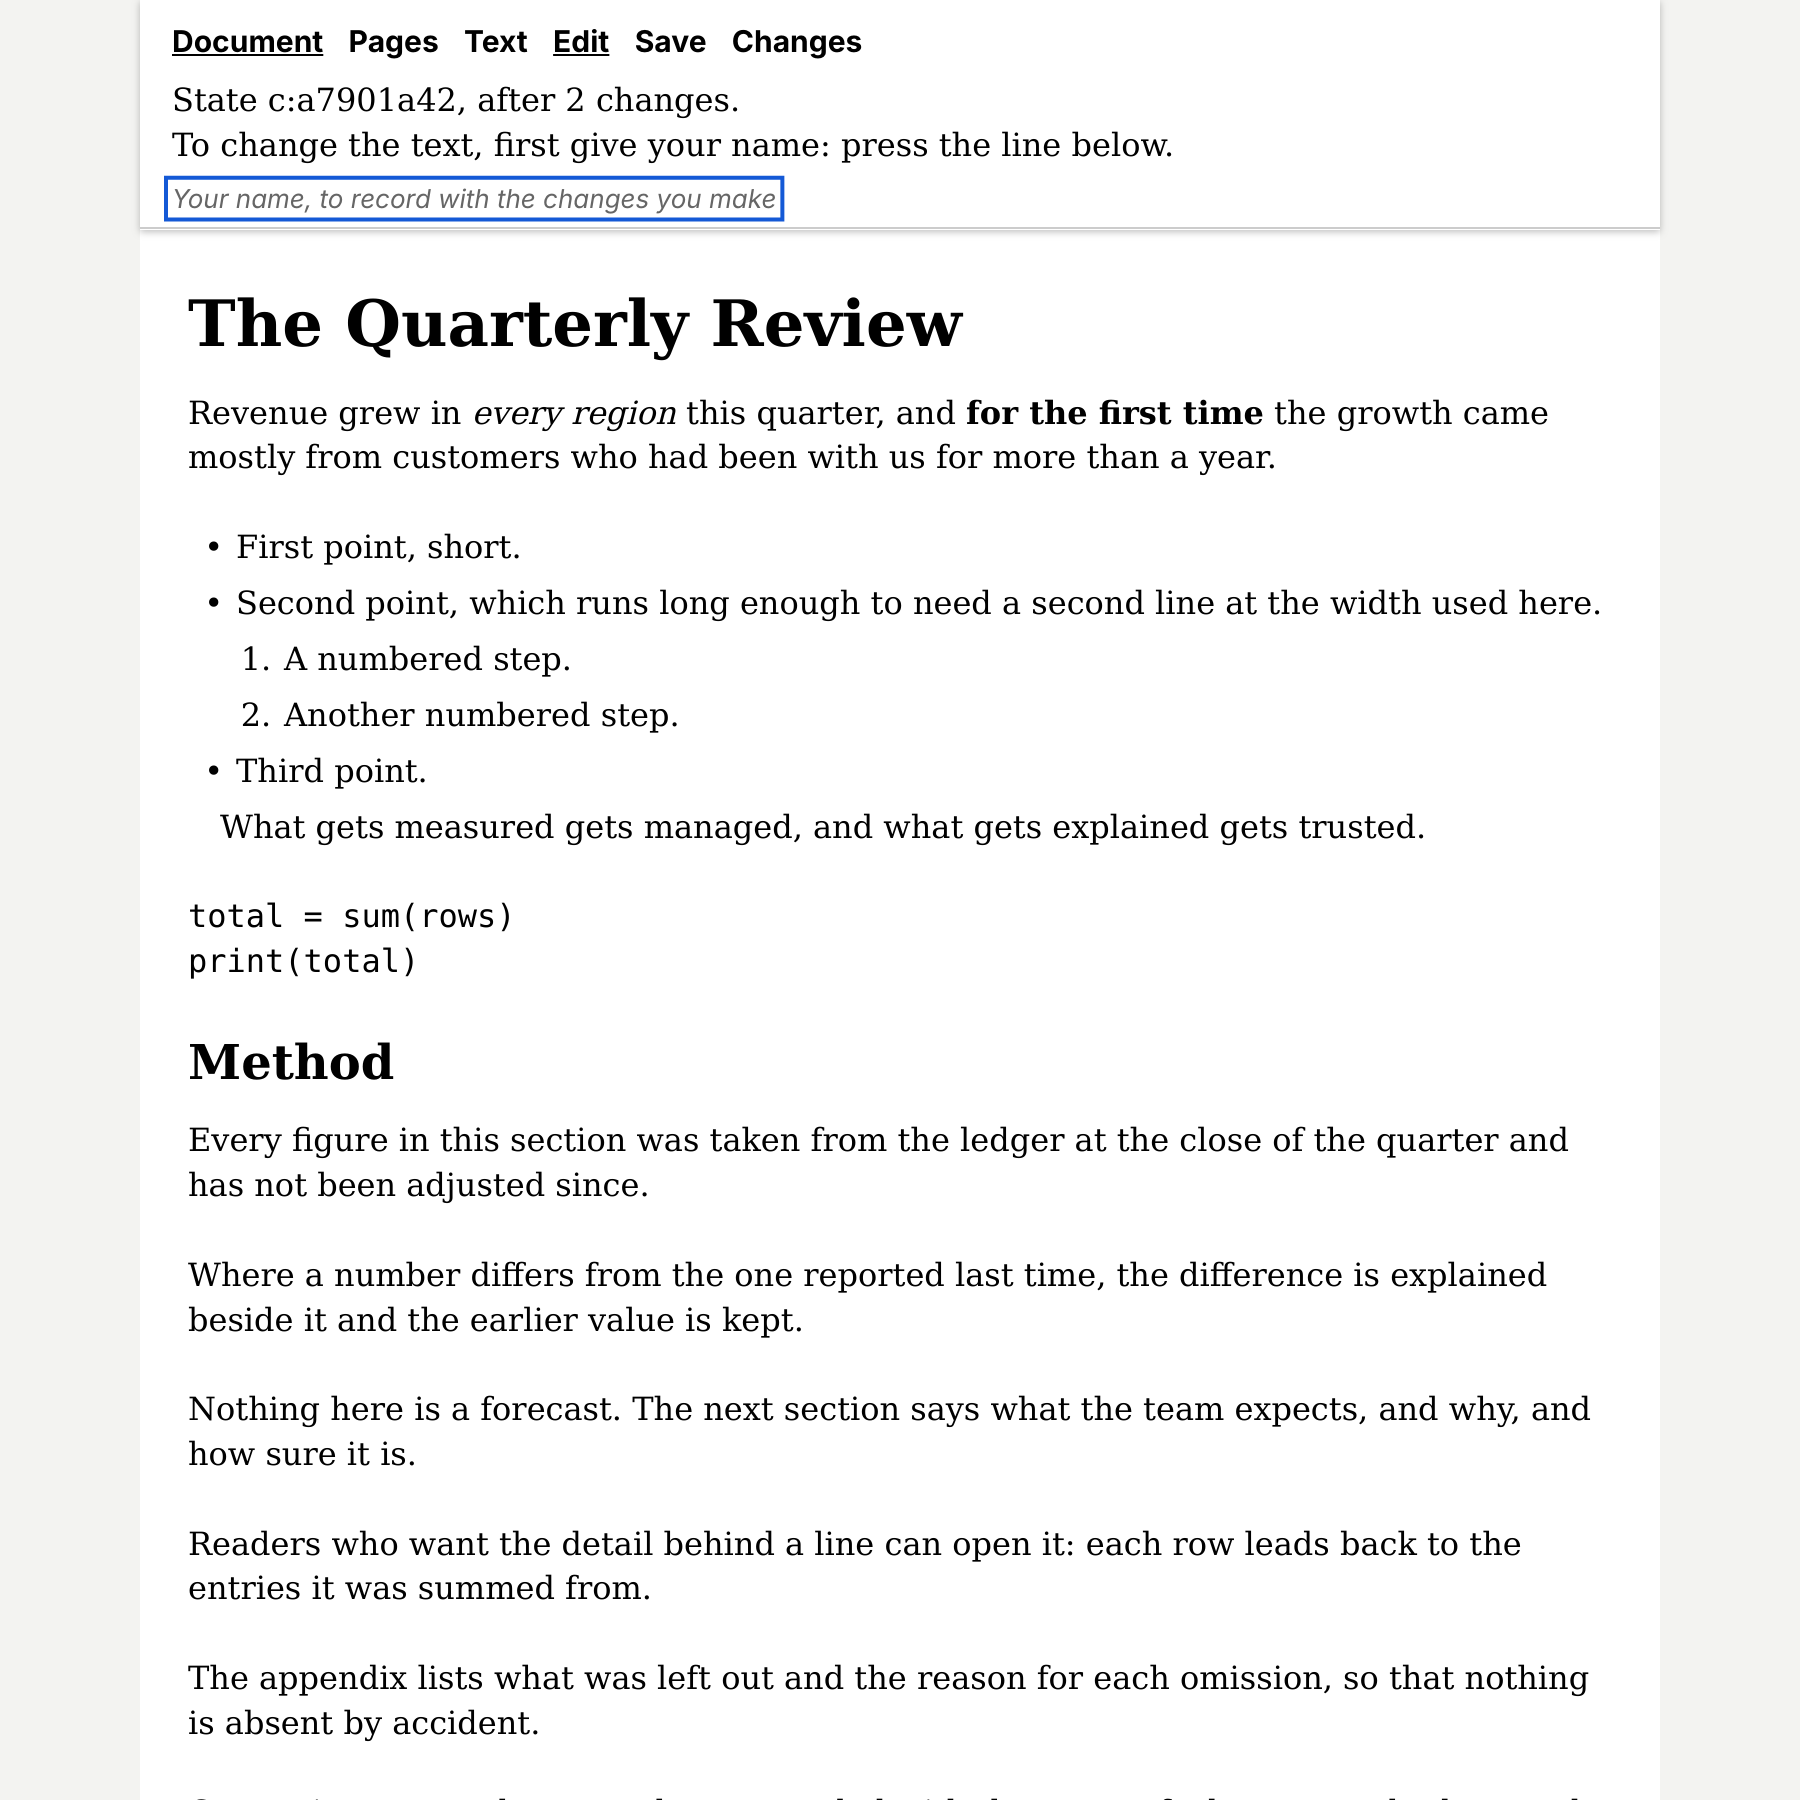 Document Pages Text Edit Save Changes
State c:a7901a42, after 2 changes.
To change the text, first give your name: press the line below.
Your name, to record with the changes you make
The Quarterly Review
Revenue grew in every region this quarter, and for the first time the growth came
mostly from customers who had been with us for more than a year.
• First point, short.
• Second point, which runs long enough to need a second line at the width used here.
1. A numbered step.
2. Another numbered step.
• Third point.
What gets measured gets managed, and what gets explained gets trusted.
total = sum(rows)
print(total)
Method
Every figure in this section was taken from the ledger at the close of the quarter and
has not been adjusted since.
Where a number differs from the one reported last time, the difference is explained
beside it and the earlier value is kept.
Nothing here is a forecast. The next section says what the team expects, and why, and
how sure it is.
Readers who want the detail behind a line can open it: each row leads back to the
entries it was summed from.
The appendix lists what was left out and the reason for each omission, so that nothing
is absent by accident.